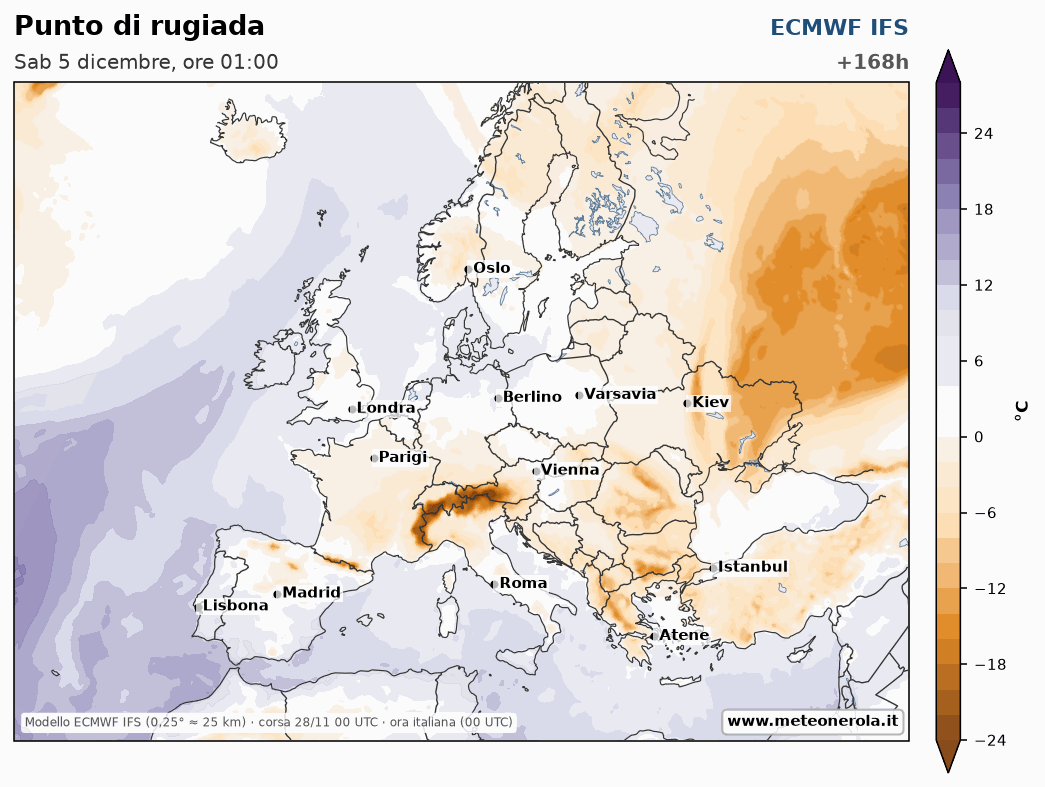 Punto di rugiada
ECMWF IFS
Sab 5 dicembre, ore 01:00
+168h
Oslo
Londra
Berlino
Varsavia
Kiev
Parigi
Vienna
Madrid
Lisbona
Roma
Istanbul
Atene
Modello ECMWF IFS (0,25° ≈ 25 km) · corsa 28/11 00 UTC · ora italiana (00 UTC)
www.meteonerola.it
24
18
12
6
0
−6
−12
−18
−24
°C